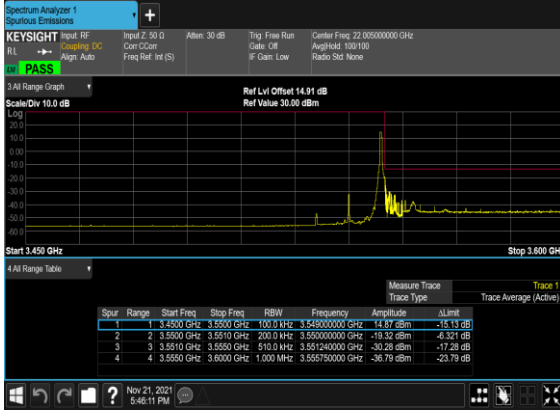 Spectrum Analyzer 1
Spurious Emissions
+
KEYSIGHT Input: RF Input Z: 50 Ω Atten: 30 dB Trig: Free Run Center Freq: 22.005000000 GHz
RL Coupling: DC Corr CCorr Gate: Off Avg|Hold: 100/100
Align: Auto Freq Ref: Int (S) IF Gain: Low Radio Std: None
PASS
3 All Range Graph Ref Lvl Offset 14.91 dB
Scale/Div 10.0 dB Ref Value 30.00 dBm
Log
20.0
10.0
0.00
-10.0
-20.0
-30.0
-40.0
-50.0
-60.0
Start 3.450 GHz Stop 3.600 GH
4 All Range Table
Measure Trace Trace 1
Trace Type Trace Average (Active)
Spur Range Start Freq Stop Freq RBW Frequency Amplitude ΔLimit
1 1 3.4500 GHz 3.5500 GHz 100.0 kHz 3.549000000 GHz 14.87 dBm -15.13 dB
2 2 3.5500 GHz 3.5510 GHz 200.0 kHz 3.550000000 GHz -19.32 dBm -6.321 dB
3 3 3.5510 GHz 3.5550 GHz 510.0 kHz 3.551240000 GHz -30.28 dBm -17.28 dB
4 4 3.5550 GHz 3.6000 GHz 1.000 MHz 3.555750000 GHz -36.79 dBm -23.79 dB
? Nov 21, 2021
5:46:11 PM